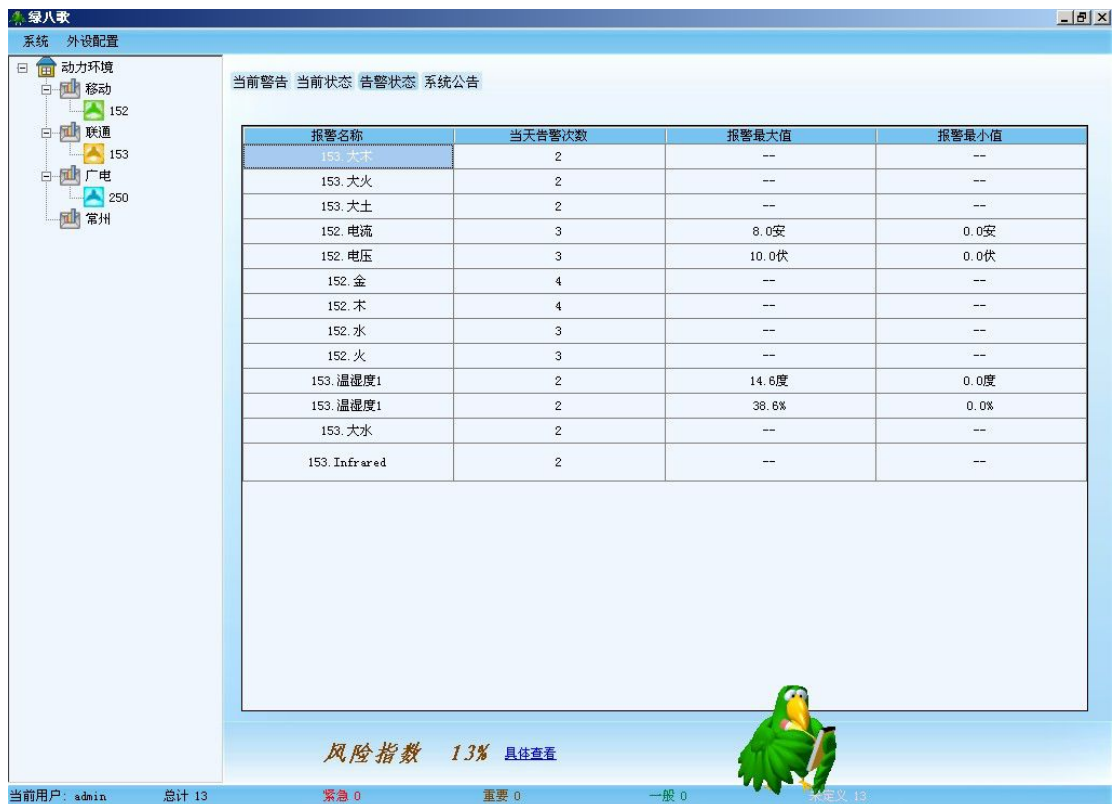 绿八歌
系统 外设配置
动力环境
移动
152
联通
153
广电
250
常州
当前警告 当前状态 告警状态 系统公告
报警名称 当天告警次数 报警最大值 报警最小值
153.大木 2 -- --
153.大火 2 -- --
153.大土 2 -- --
152.电流 3 8.0安 0.0安
152.电压 3 10.0伏 0.0伏
152.金 4 -- --
152.木 4 -- --
152.水 3 -- --
152.火 3 -- --
153.温湿度1 2 14.6度 0.0度
153.温湿度1 2 38.6% 0.0%
153.大水 2 -- --
153.Infrared 2 -- --
风险指数 13% 具体查看
当前用户: admin 总计 13 紧急 0 重要 0 一般 0 未定义 13